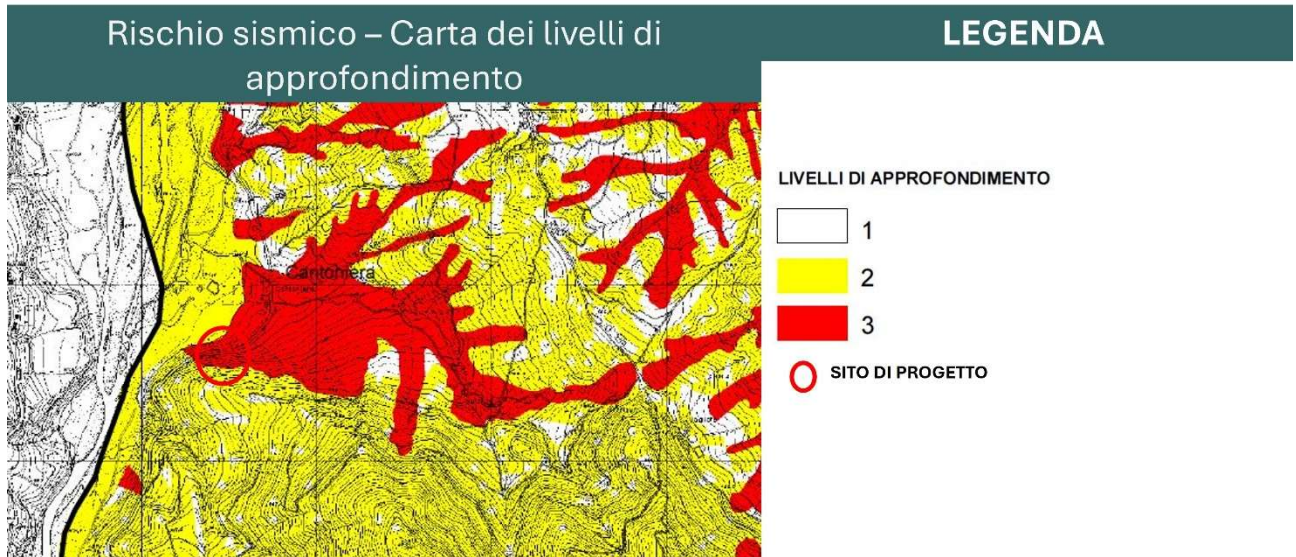 Rischio sismico – Carta dei livelli di
approfondimento
LEGENDA
Cantoniera
LIVELLI DI APPROFONDIMENTO
1
2
3
SITO DI PROGETTO